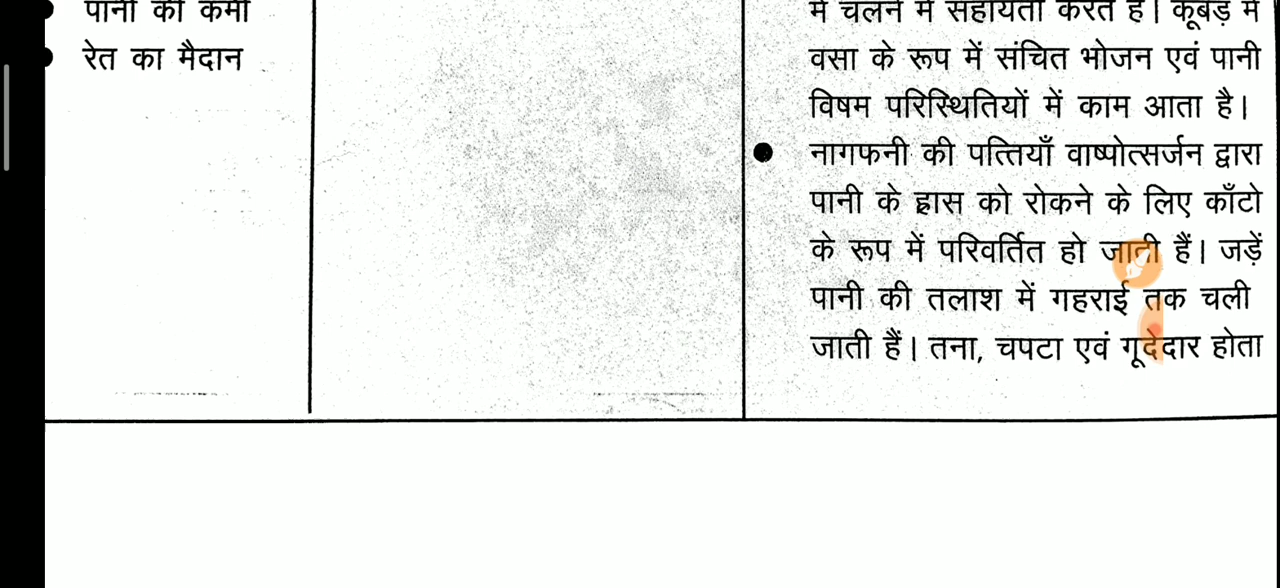 पानी की कमी
रेत का मैदान
में चलने में सहायता करते हैं। कूबड़ में
वसा के रूप में संचित भोजन एवं पानी
विषम परिस्थितियों में काम आता है।
नागफनी की पत्तियाँ वाष्पोत्सर्जन द्वारा
पानी के ह्रास को रोकने के लिए काँटो
के रूप में परिवर्तित हो जाती हैं। जड़ें
पानी की तलाश में गहराई तक चली
जाती हैं। तना, चपटा एवं गूदेदार होता